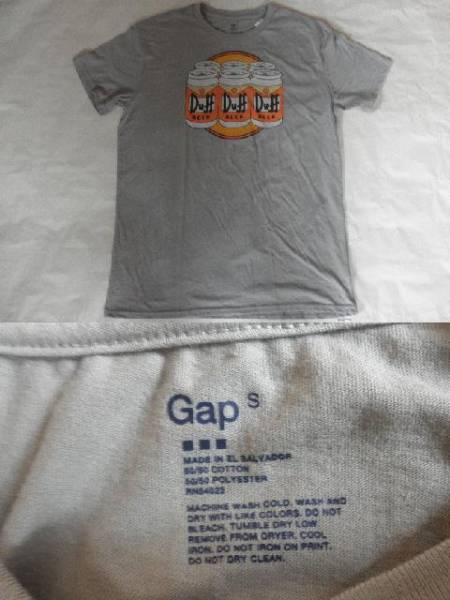 Duff Duff Duff
BEER BEER BEER
Gap S
MADE IN EL SALVADOR
50/50 COTTON
50/50 POLYESTER
RN54023
MACHINE WASH COLD. WASH AND
DRY WITH LIKE COLORS. DO NOT
BLEACH. TUMBLE DRY LOW.
REMOVE FROM DRYER. COOL
IRON. DO NOT IRON ON PRINT.
DO NOT DRY CLEAN.